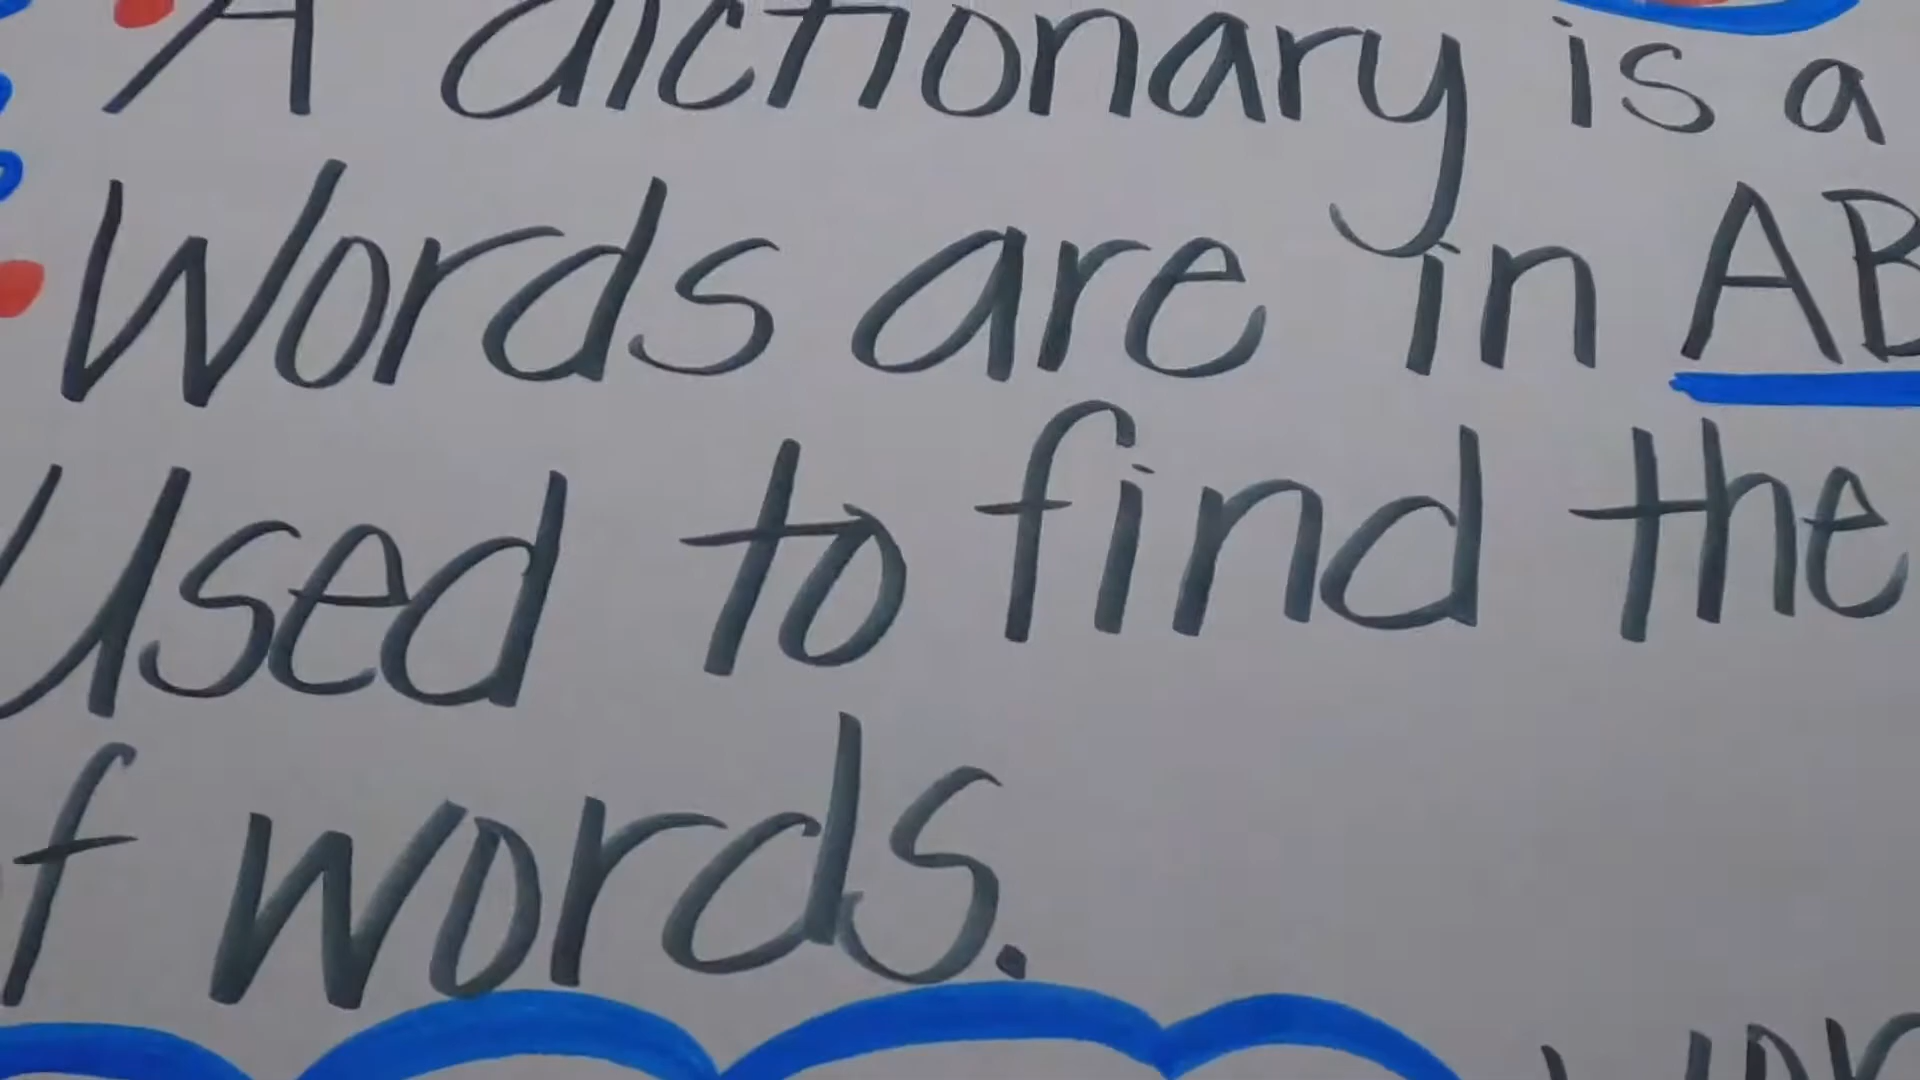 A dictionary is a
Words are in AB
Used to find the
f words.